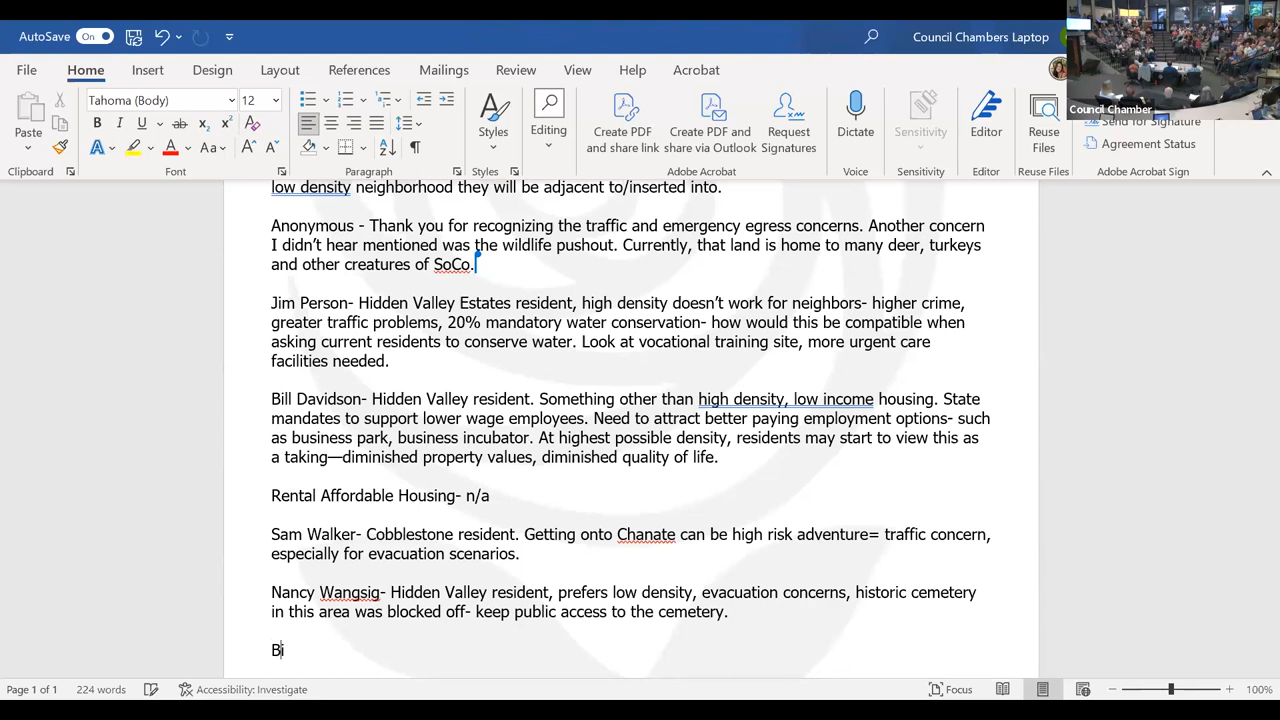 AutoSave On
Council Chambers Laptop
File Home Insert Design Layout References Mailings Review View Help Acrobat
Council Chamber
Tahoma (Body) 12
Paste
Styles
Editing
Create PDF and share link
Create PDF and share via Outlook
Request Signatures
Dictate
Sensitivity
Editor
Reuse Files
Send for Signature
Agreement Status
Clipboard Font Paragraph Styles Adobe Acrobat Voice Sensitivity Editor Reuse Files Adobe Acrobat Sign
low density neighborhood they will be adjacent to/inserted into.
Anonymous - Thank you for recognizing the traffic and emergency egress concerns. Another concern
I didn't hear mentioned was the wildlife pushout. Currently, that land is home to many deer, turkeys
and other creatures of SoCo.
Jim Person- Hidden Valley Estates resident, high density doesn't work for neighbors- higher crime,
greater traffic problems, 20% mandatory water conservation- how would this be compatible when
asking current residents to conserve water. Look at vocational training site, more urgent care
facilities needed.
Bill Davidson- Hidden Valley resident. Something other than high density, low income housing. State
mandates to support lower wage employees. Need to attract better paying employment options- such
as business park, business incubator. At highest possible density, residents may start to view this as
a taking—diminished property values, diminished quality of life.
Rental Affordable Housing- n/a
Sam Walker- Cobblestone resident. Getting onto Chanate can be high risk adventure= traffic concern,
especially for evacuation scenarios.
Nancy Wangsig- Hidden Valley resident, prefers low density, evacuation concerns, historic cemetery
in this area was blocked off- keep public access to the cemetery.
Bi
Page 1 of 1 224 words Accessibility: Investigate Focus 100%